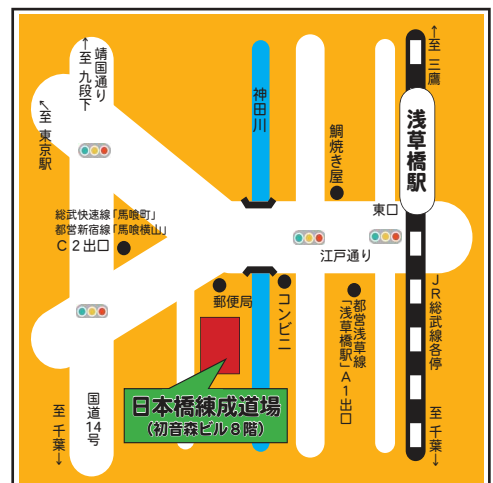 ←至 九段下
靖国通り
←至 東京駅
神田川
鯛焼き屋
←至 三鷹
浅草橋駅
東口
江戸通り
総武快速線「馬喰町」
都営新宿線「馬喰横山」
C2出口
郵便局
コンビニ
都営浅草線
「浅草橋駅」A1出口
JR総武線各停
日本橋練成道場
(初音森ビル8階)
国道14号
至 千葉→
至 千葉→